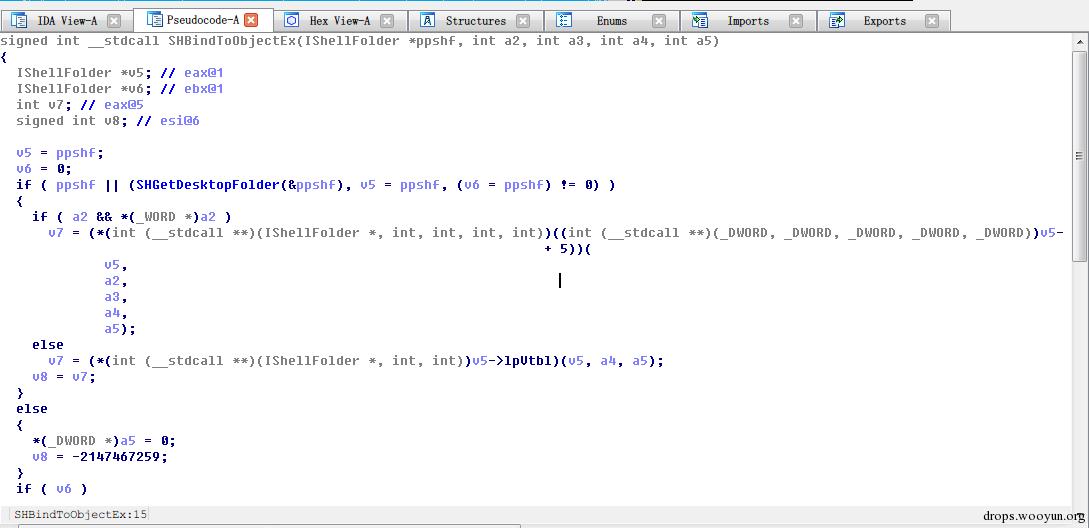 IDA View-A
Pseudocode-A
Hex View-A
Structures
Enums
Imports
Exports
signed int __stdcall SHBindToObjectEx(IShellFolder *ppshf, int a2, int a3, int a4, int a5)
{
IShellFolder *v5; // eax@1
IShellFolder *v6; // ebx@1
int v7; // eax@5
signed int v8; // esi@6
v5 = ppshf;
v6 = 0;
if ( ppshf || (SHGetDesktopFolder(&ppshf), v5 = ppshf, (v6 = ppshf) != 0) )
{
if ( a2 && *(_WORD *)a2 )
v7 = (*(int (__stdcall **)(IShellFolder *, int, int, int, int))((int (__stdcall **)(_DWORD, _DWORD, _DWORD, _DWORD, _DWORD))v5-
+ 5))(
v5,
a2,
a3,
a4,
a5);
else
v7 = (*(int (__stdcall **)(IShellFolder *, int, int))v5->lpVtbl)(v5, a4, a5);
v8 = v7;
}
else
{
*(_DWORD *)a5 = 0;
v8 = -2147467259;
}
if ( v6 )
SHBindToObjectEx:15
drops.wooyun.org